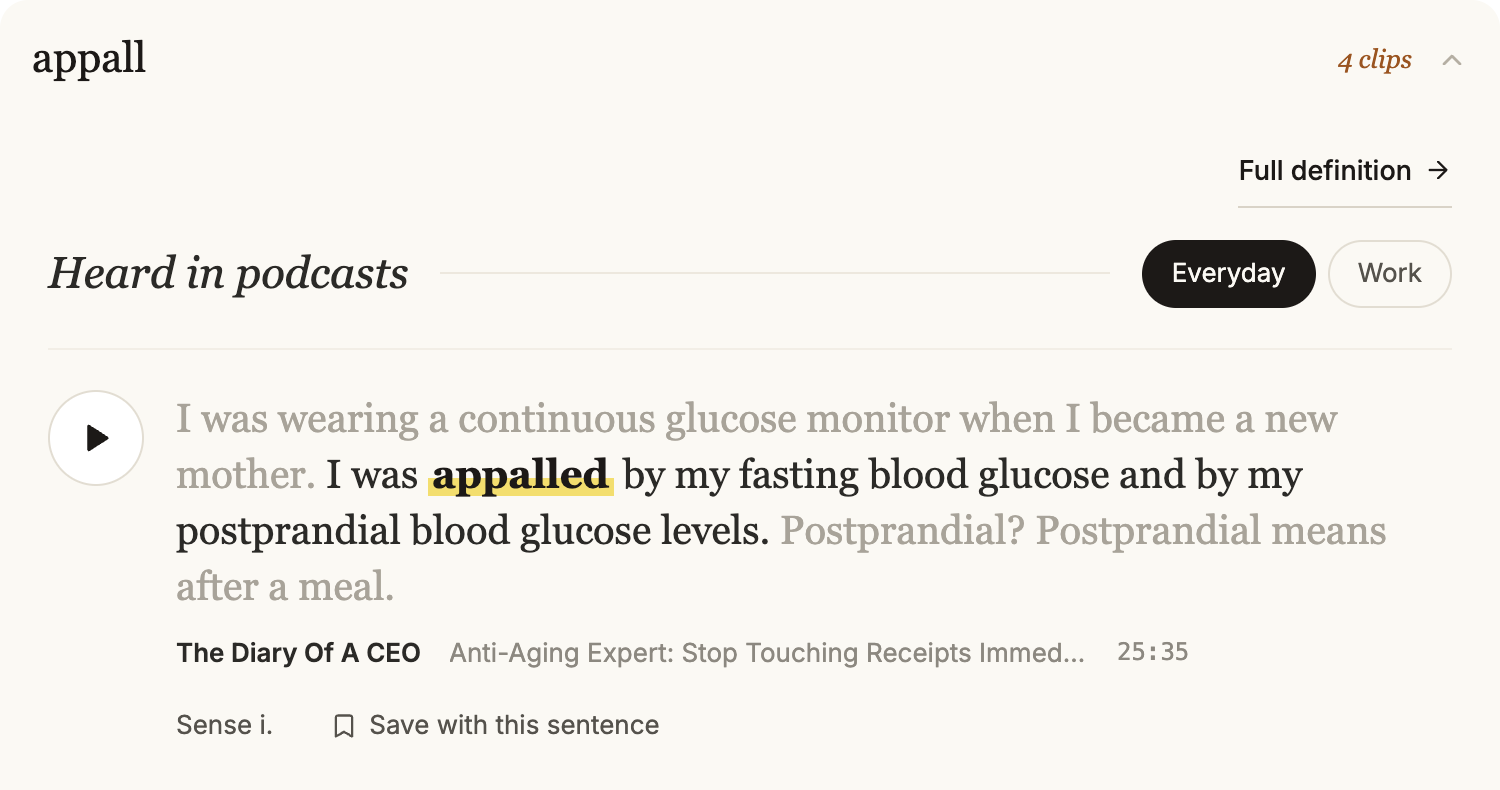 appall
4 clips
Full definition →
Heard in podcasts
Everyday
Work
I was wearing a continuous glucose monitor when I became a new
mother. I was appalled by my fasting blood glucose and by my
postprandial blood glucose levels. Postprandial? Postprandial means
after a meal.
The Diary Of A CEO Anti-Aging Expert: Stop Touching Receipts Immed... 25:35
Sense i. Save with this sentence